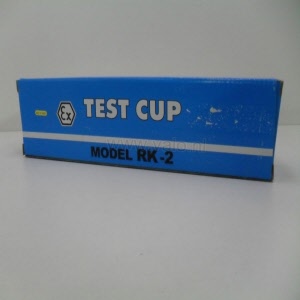 Ex
TEST CUP
MODEL RK-2